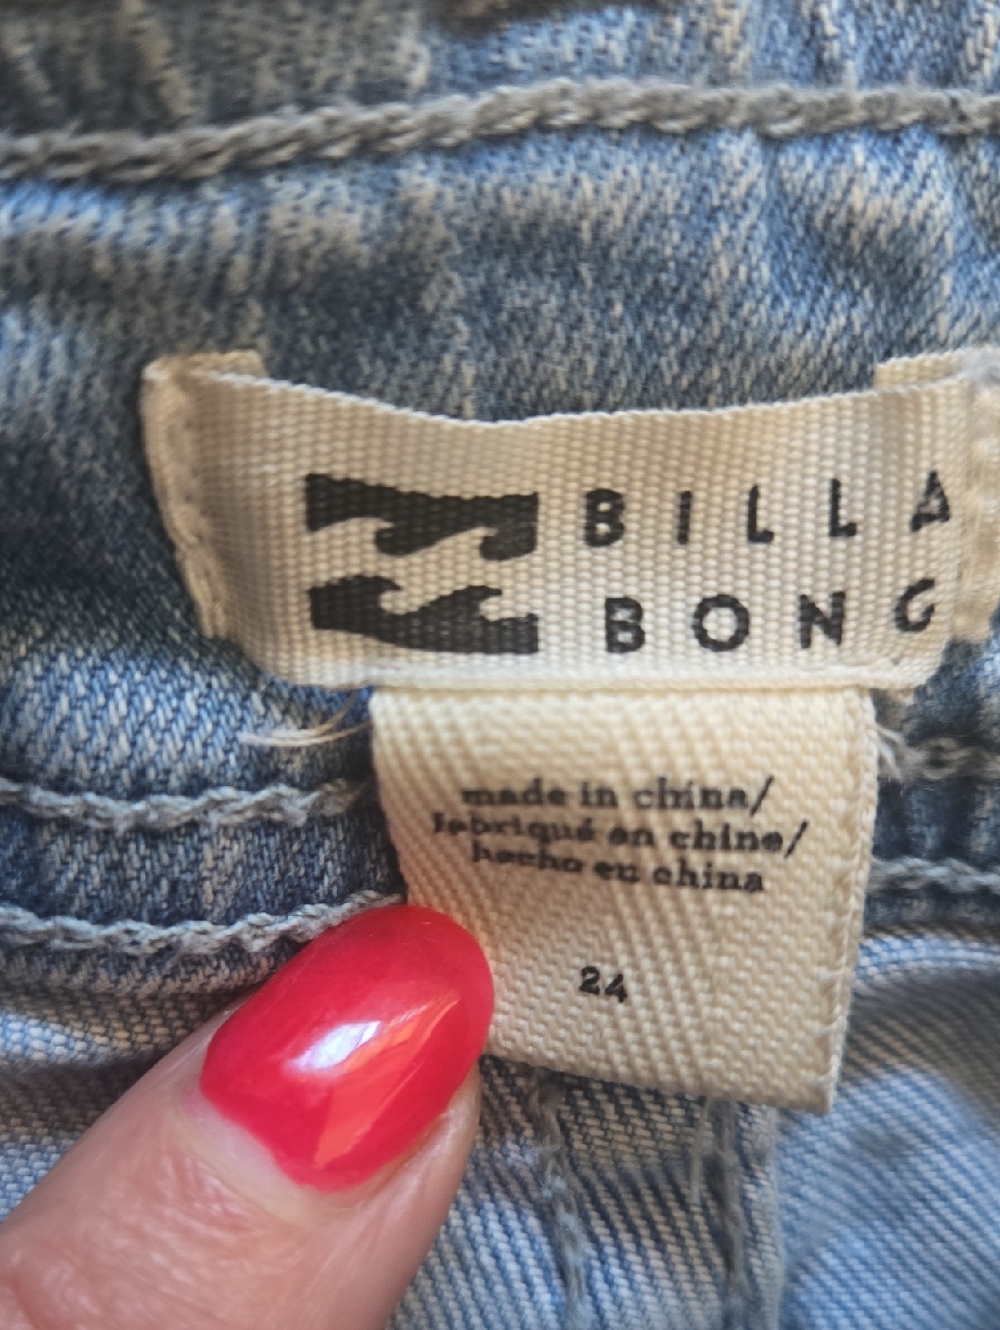 BILLA
BONG
made in china/
fabriqué en chine/
hecho en china
24